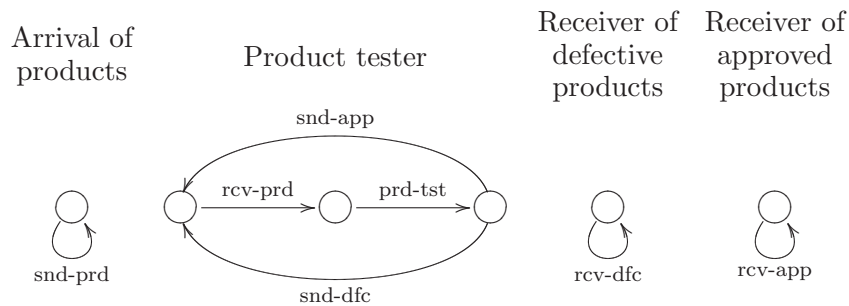 Arrival of
products
Product tester
Receiver of
defective
products
Receiver of
approved
products
snd-app
rcv-prd
prd-tst
snd-prd
snd-dfc
rcv-dfc
rcv-app